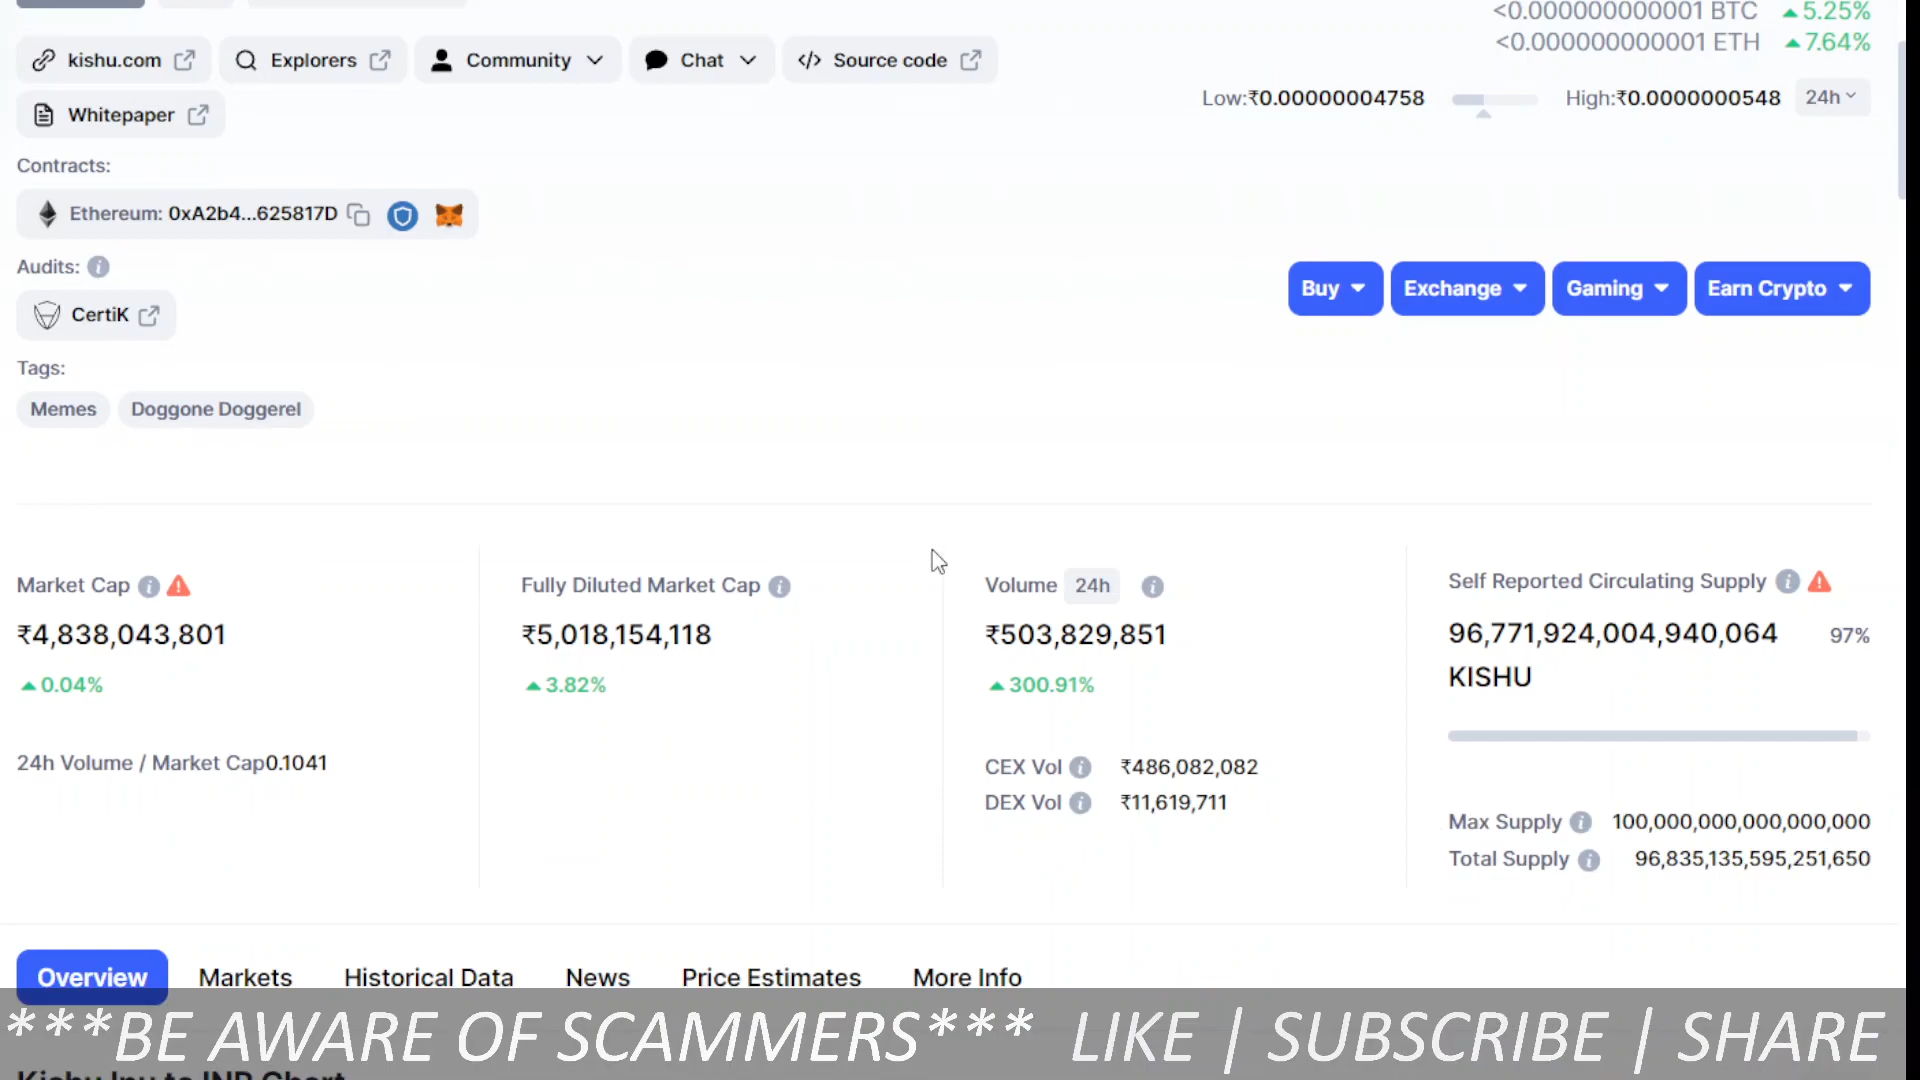 <0.000000000001 BTC 5.25%
<0.000000000001 ETH 7.64%
kishu.com Explorers Community Chat Source code
Low:₹0.00000004758 High:₹0.0000000548 24h
Whitepaper
Contracts:
Ethereum: 0xA2b4...625817D
Audits:
Buy Exchange Gaming Earn Crypto
CertiK
Tags:
Memes Doggone Doggerel
Market Cap Fully Diluted Market Cap Volume 24h Self Reported Circulating Supply
₹4,838,043,801 ₹5,018,154,118 ₹503,829,851 96,771,924,004,940,064 97%
KISHU
0.04% 3.82% 300.91%
24h Volume / Market Cap0.1041 CEX Vol ₹486,082,082
DEX Vol ₹11,619,711
Max Supply 100,000,000,000,000,000
Total Supply 96,835,135,595,251,650
Overview Markets Historical Data News Price Estimates More Info
***BE AWARE OF SCAMMERS*** LIKE | SUBSCRIBE | SHARE
Kishu Inu to INR Chart